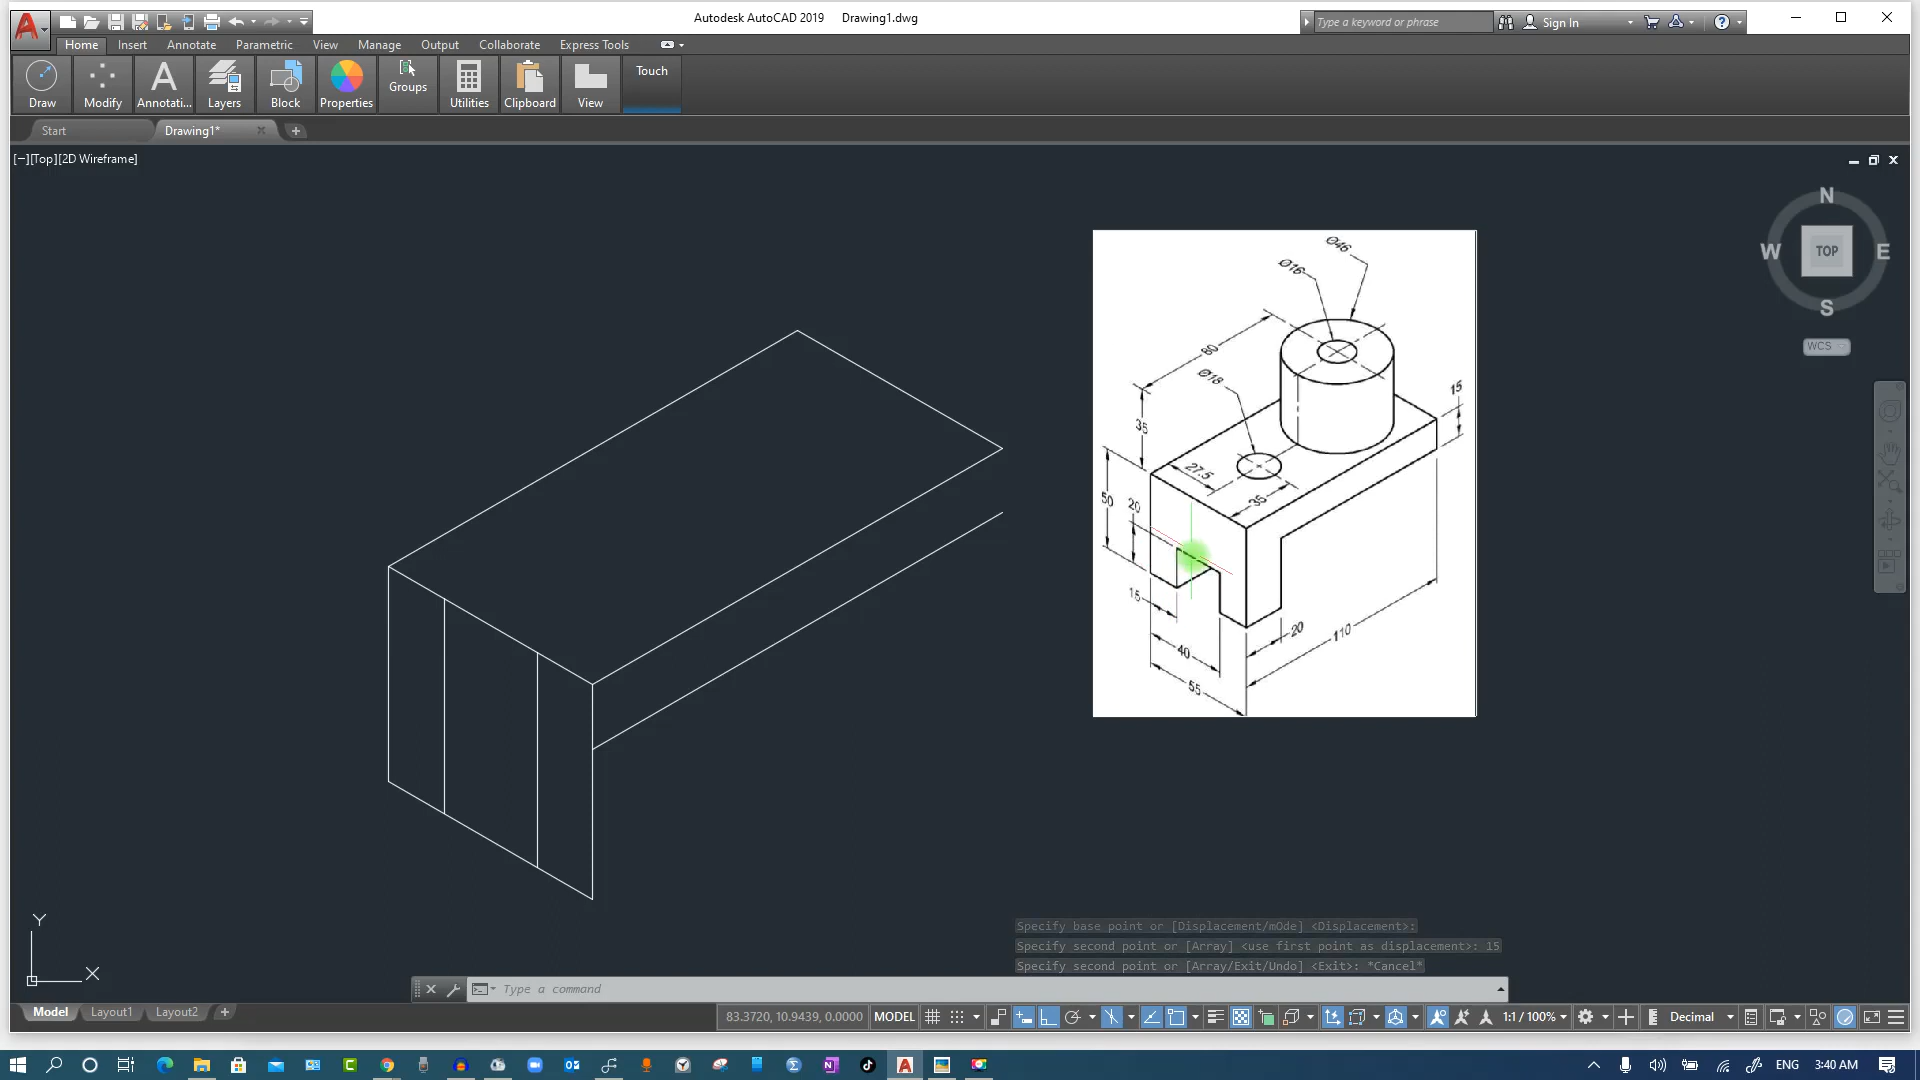 Autodesk AutoCAD 2019 Drawing1.dwg
Type a keyword or phrase
Sign In
Home Insert Annotate Parametric View Manage Output Collaborate Express Tools
Draw Modify Annotati... Layers Block Properties Groups Utilities Clipboard View Touch
Start Drawing1*
[−][Top][2D Wireframe]
N
W TOP E
S
WCS
Ø46
Ø16
80
Ø18
15
35
27.5
50
20
35
15
20
110
40
55
Y
X
Specify base point or [Displacement/mOde] <Displacement>:
Specify second point or [Array] <use first point as displacement>: 15
Specify second point or [Array/Exit/Undo] <Exit>: *Cancel*
Type a command
Model Layout1 Layout2
83.3720, 10.9439, 0.0000 MODEL 1:1 / 100% Decimal
ENG 3:40 AM